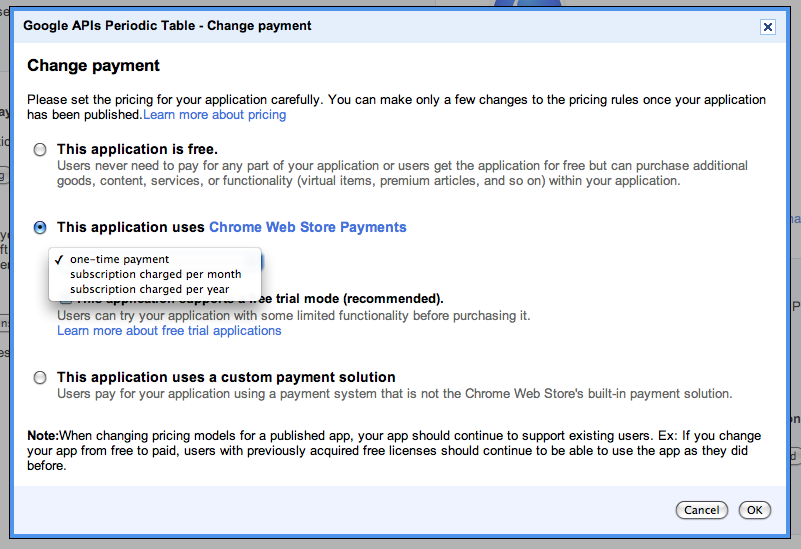 Google APIs Periodic Table - Change payment
Change payment
Please set the pricing for your application carefully. You can make only a few changes to the pricing rules once your application
has been published.Learn more about pricing
This application is free.
Users never need to pay for any part of your application or users get the application for free but can purchase additional
goods, content, services, or functionality (virtual items, premium articles, and so on) within your application.
This application uses Chrome Web Store Payments
✓ one-time payment
subscription charged per month
subscription charged per year
This application supports a free trial mode (recommended).
Users can try your application with some limited functionality before purchasing it.
Learn more about free trial applications
This application uses a custom payment solution
Users pay for your application using a payment system that is not the Chrome Web Store's built-in payment solution.
Note:When changing pricing models for a published app, your app should continue to support existing users. Ex: If you change
your app from free to paid, users with previously acquired free licenses should continue to be able to use the app as they did
before.
Cancel
OK